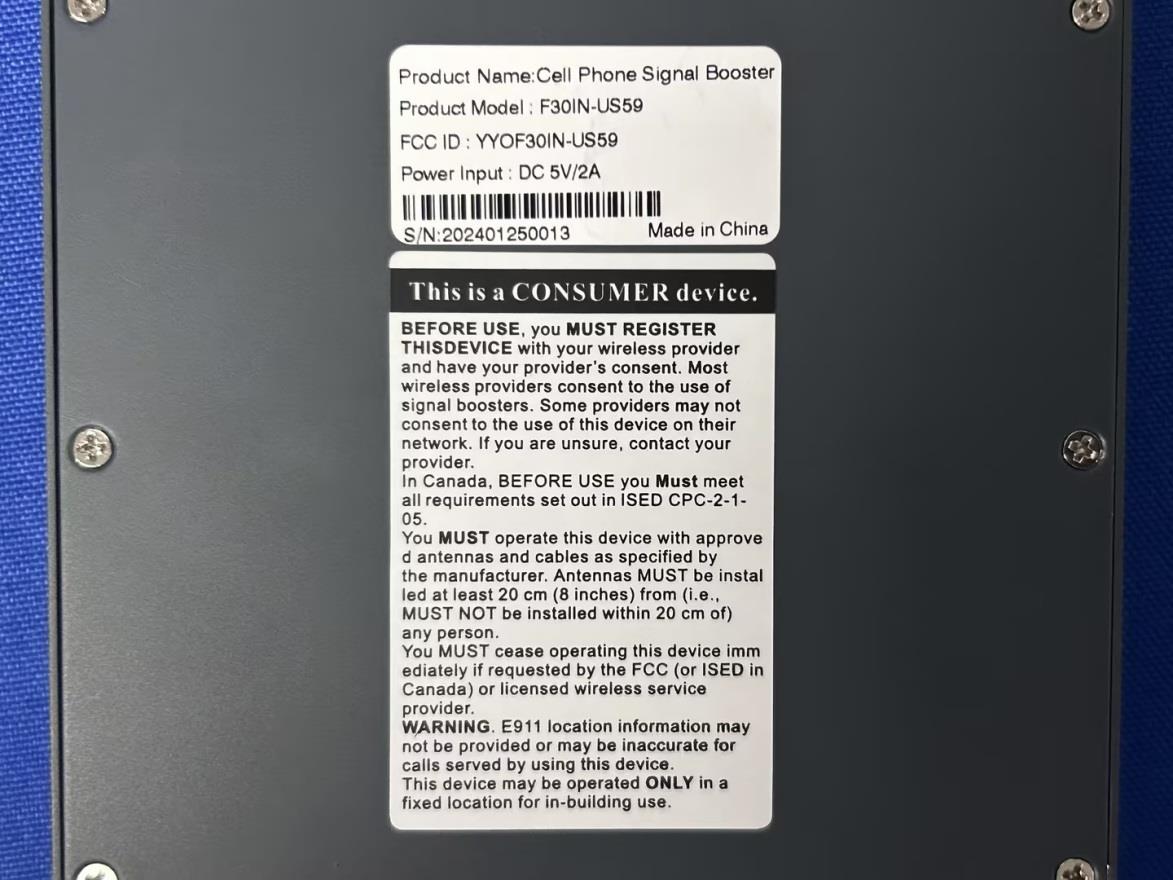 Product Name:Cell Phone Signal Booster
Product Model : F30IN-US59
FCC ID : YYOF30IN-US59
Power Input : DC 5V/2A
S/N:202401250013
Made in China
This is a CONSUMER device.
BEFORE USE, you MUST REGISTER
THISDEVICE with your wireless provider
and have your provider's consent. Most
wireless providers consent to the use of
signal boosters. Some providers may not
consent to the use of this device on their
network. If you are unsure, contact your
provider.
In Canada, BEFORE USE you Must meet
all requirements set out in ISED CPC-2-1-
05.
You MUST operate this device with approve
d antennas and cables as specified by
the manufacturer. Antennas MUST be instal
led at least 20 cm (8 inches) from (i.e.,
MUST NOT be installed within 20 cm of)
any person.
You MUST cease operating this device imm
ediately if requested by the FCC (or ISED in
Canada) or licensed wireless service
provider.
WARNING. E911 location information may
not be provided or may be inaccurate for
calls served by using this device.
This device may be operated ONLY in a
fixed location for in-building use.